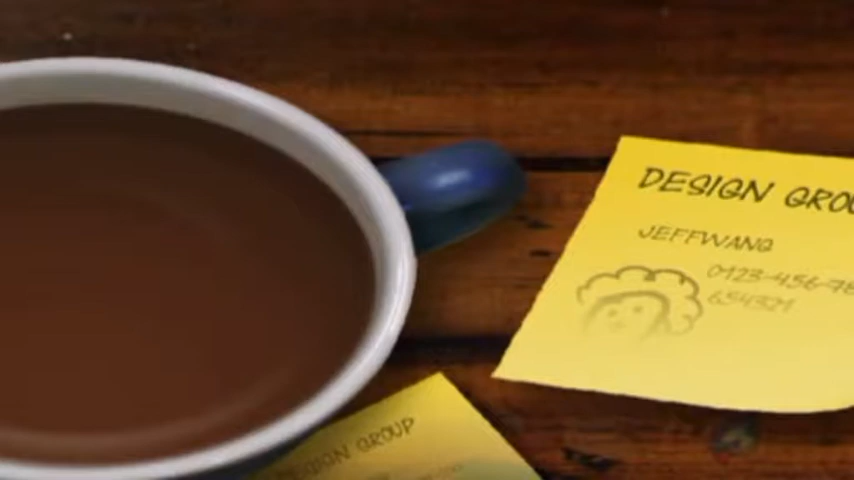 DESIGN GROU
JEFFWANG
0123-456-78
654321
DESIGN GROUP